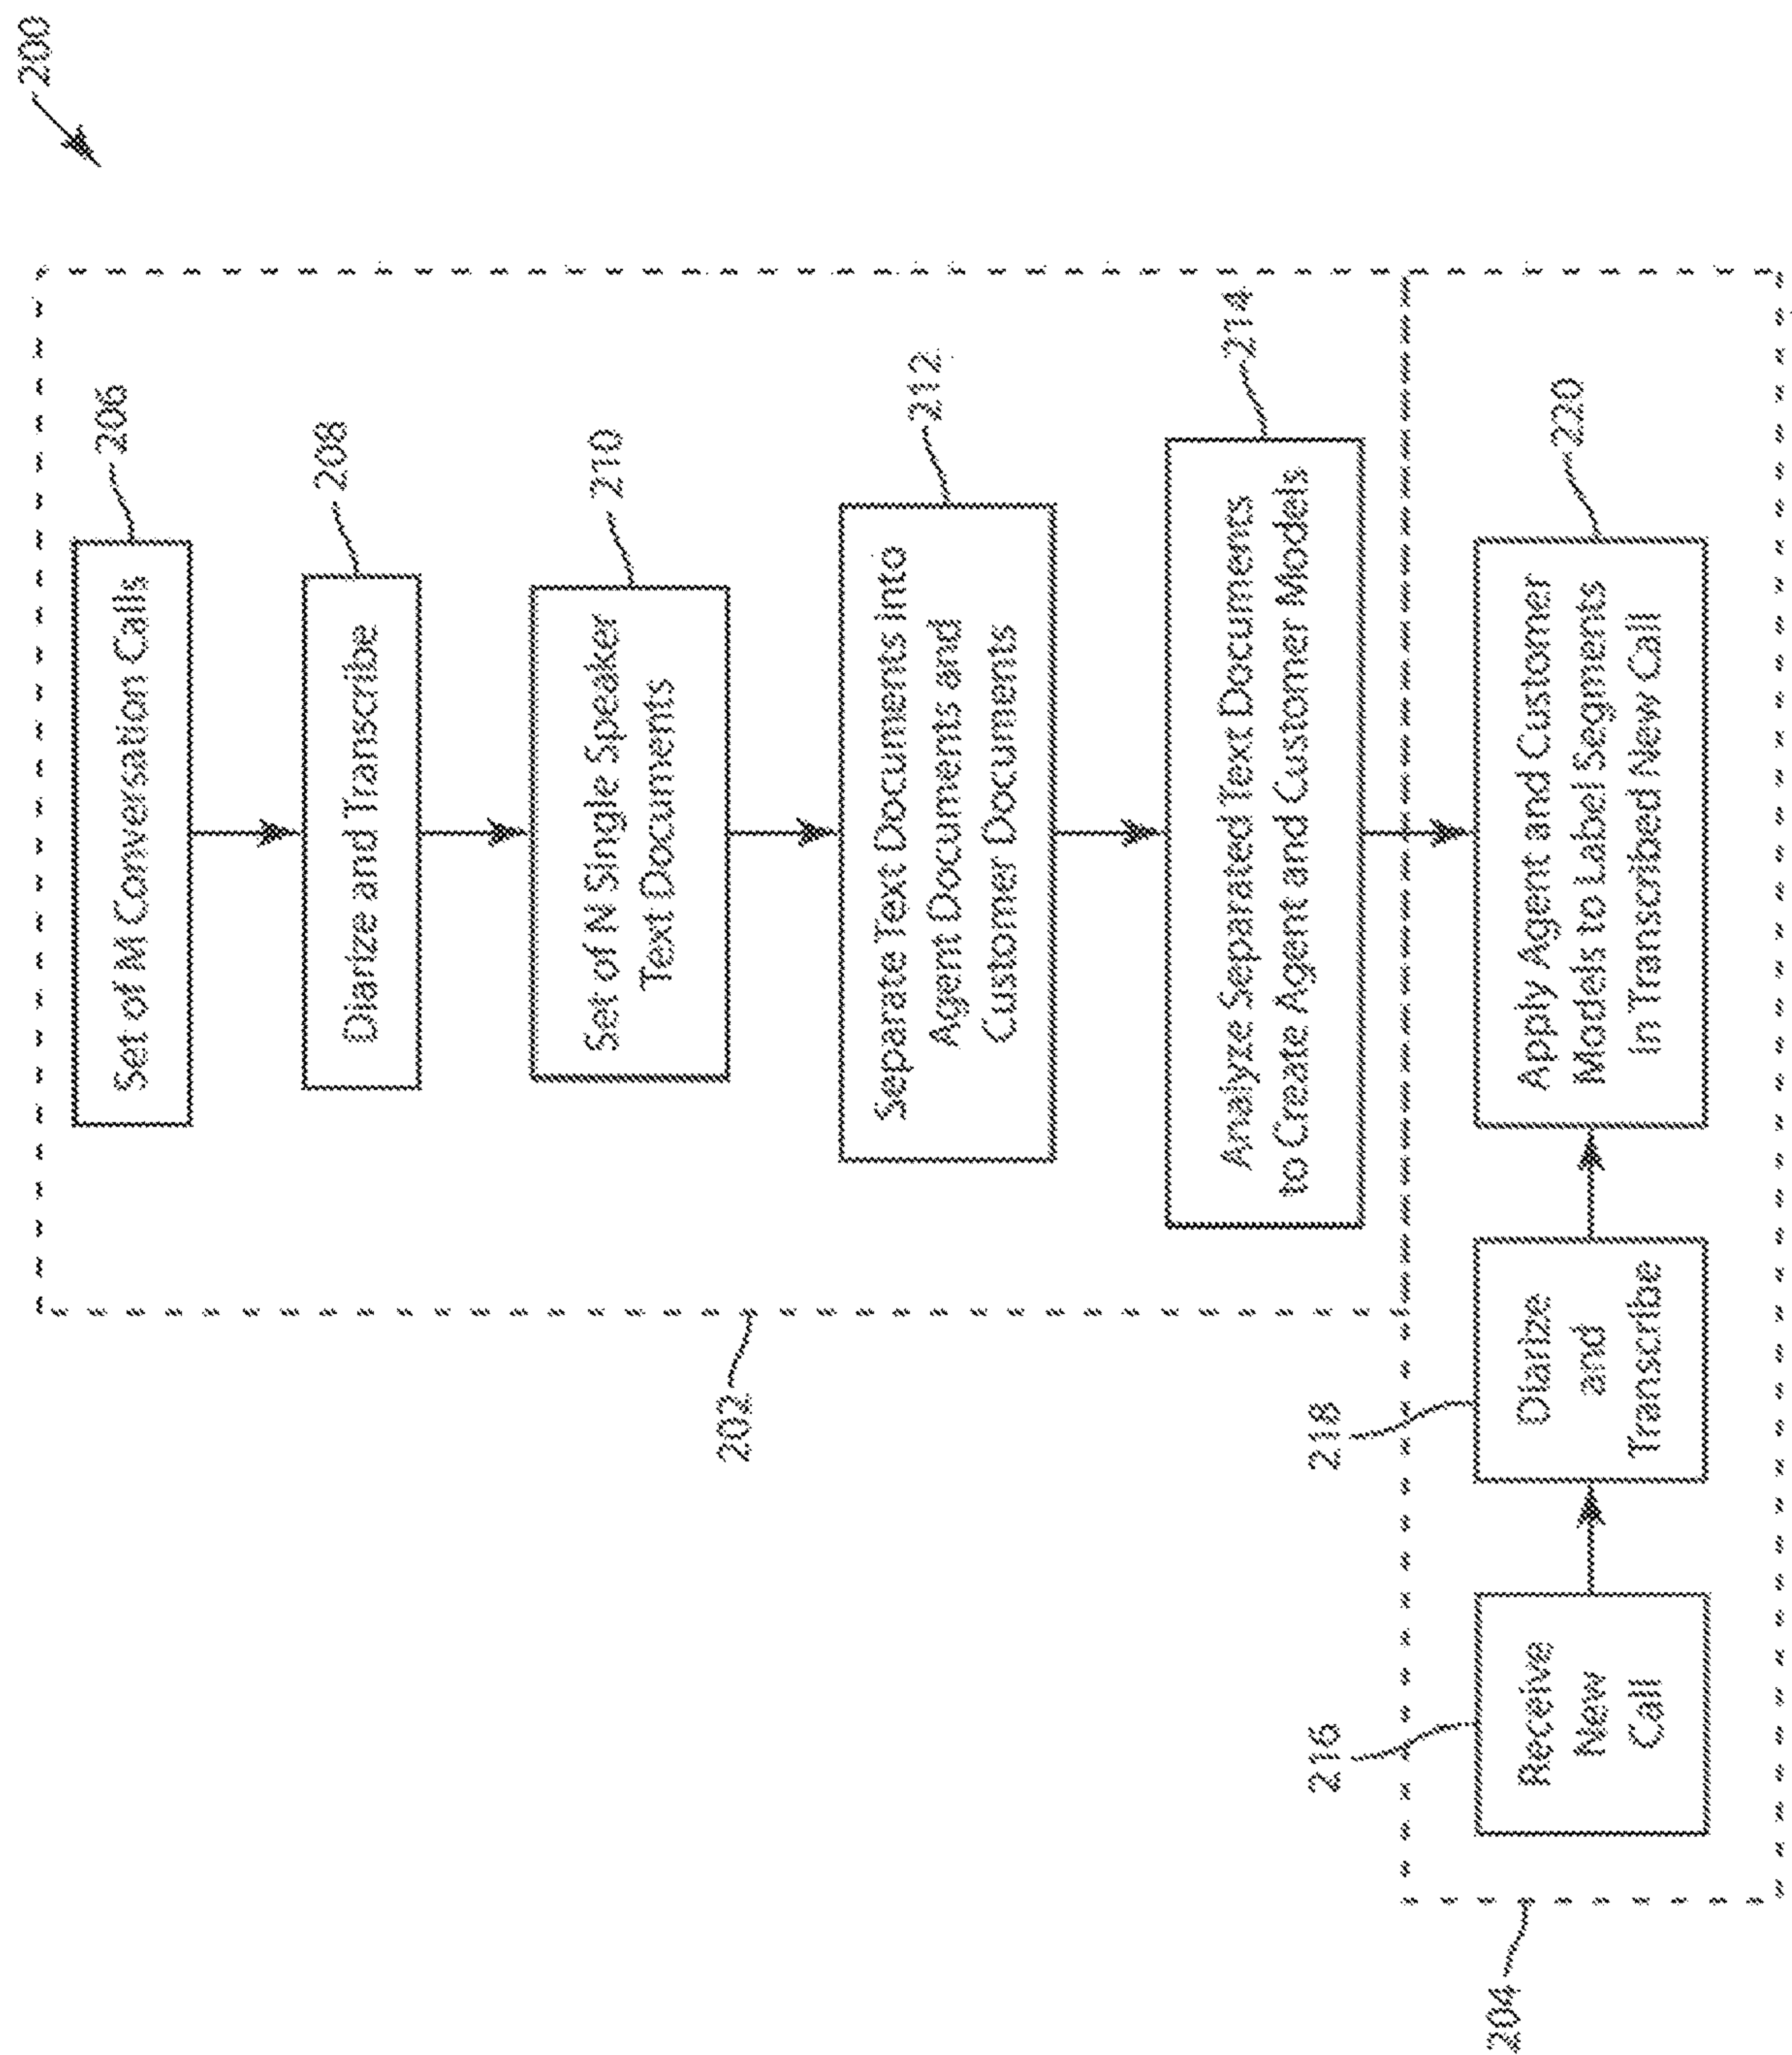 200
206
Set of M Conversation Calls
208
Diarize and Transcribe
210
Set of N Single Speaker
Text Documents
212
Separate Text Documents into
Agent Documents and
Customer Documents
214
Analyze Separated Text Documents
to Create Agent and Customer Models
202
216
Receive
New
Call
218
Diarize
and
Transcribe
220
Apply Agent and Customer
Models to Label Segments
in Transcribed New Call
204